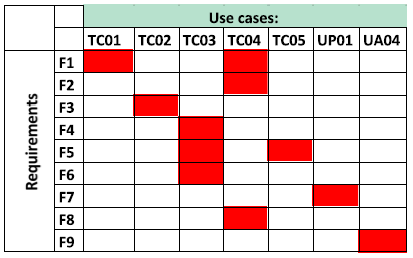 Use cases:
TC01 TC02 TC03 TC04 TC05 UP01 UA04
Requirements
F1
F2
F3
F4
F5
F6
F7
F8
F9